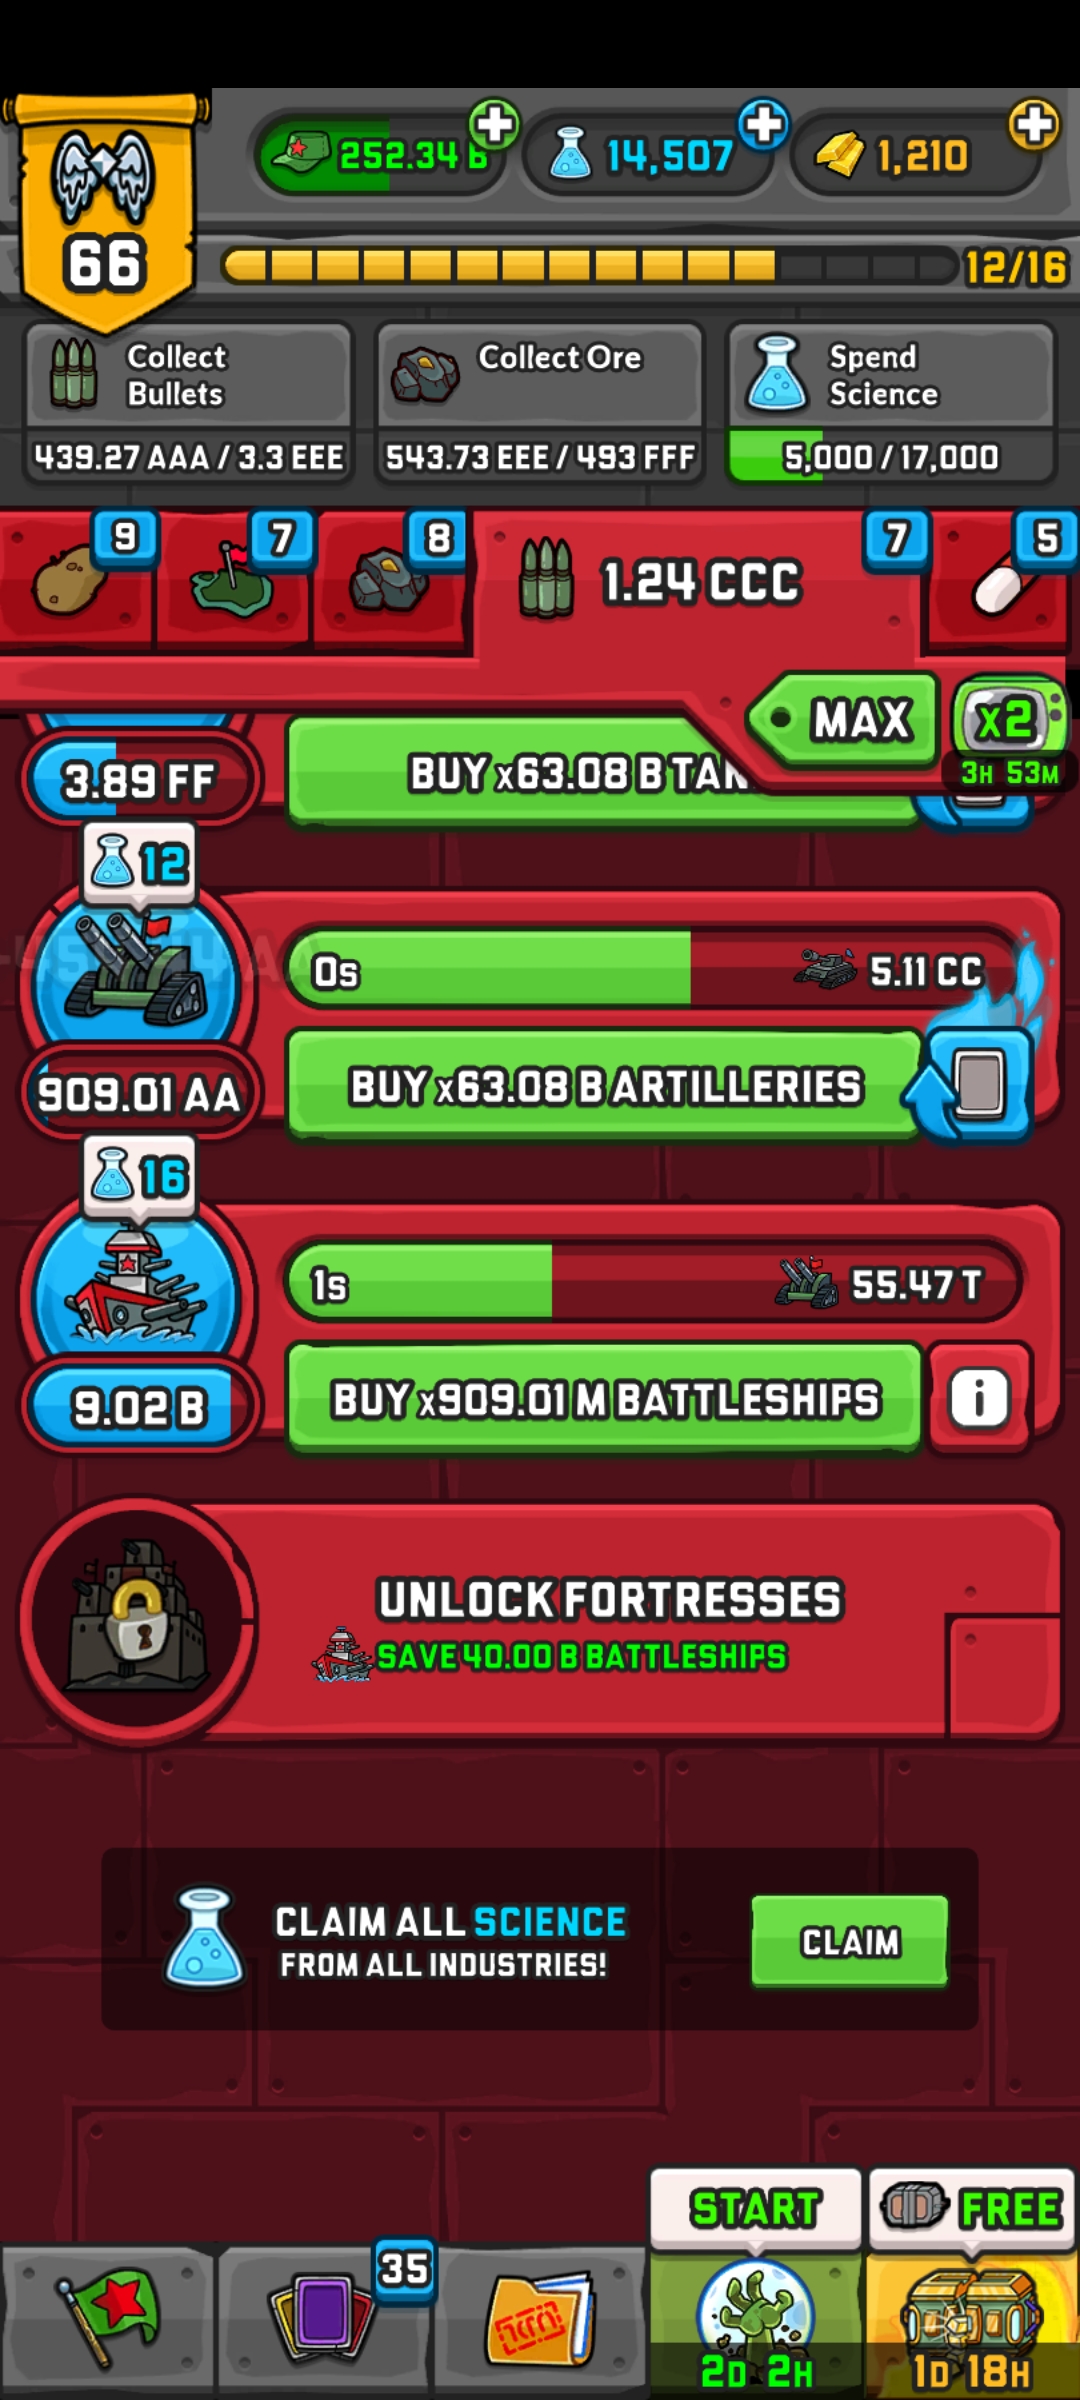 252.34 B
14,507
1,210
66
12/16
Collect
Bullets
Collect Ore
Spend
Science
439.27 AAA / 3.3 EEE
543.73 EEE / 493 FFF
5,000 / 17,000
9
7
8
1.24 CCC
7
5
MAX
x2
3H 53M
3.89 FF
BUY x63.08 B TAN
12
0s
5.11 CC
909.01 AA
BUY x63.08 B ARTILLERIES
16
1s
55.47 T
9.02 B
BUY x909.01 M BATTLESHIPS
i
UNLOCK FORTRESSES
SAVE 40.00 B BATTLESHIPS
CLAIM ALL SCIENCE
FROM ALL INDUSTRIES!
CLAIM
START
FREE
35
2D 2H
1D 18H